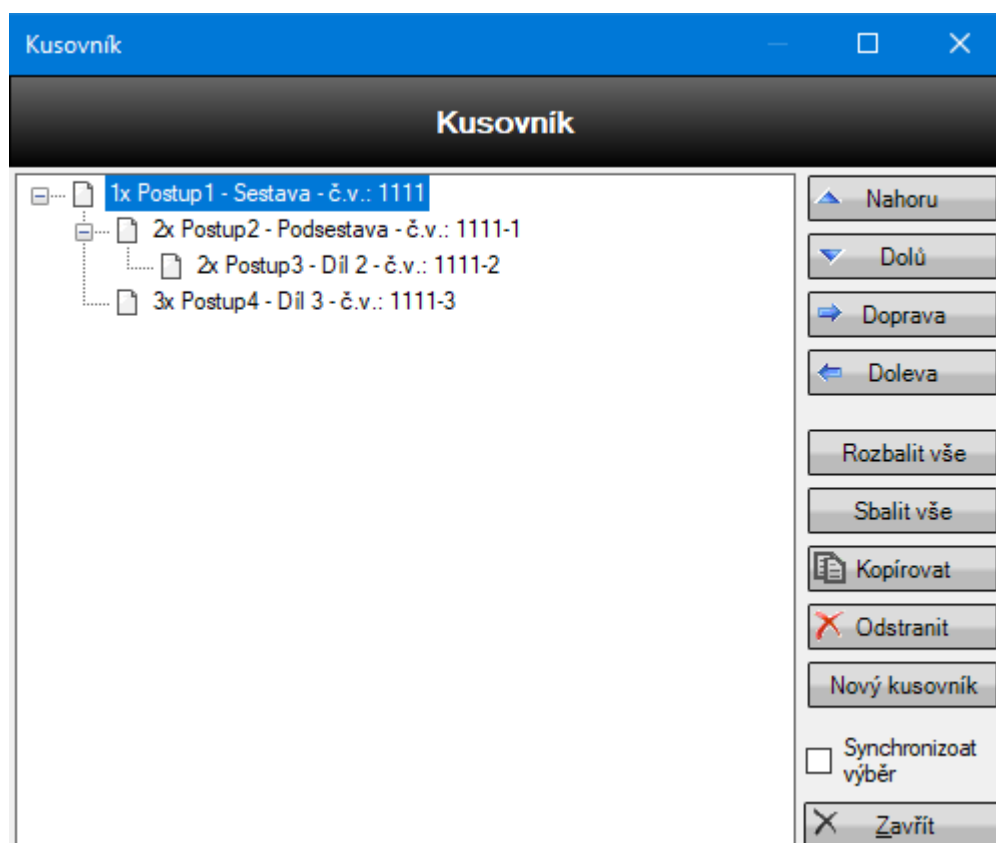 Kusovník
Kusovník
1x Postup1 - Sestava - č.v.: 1111
2x Postup2 - Podsestava - č.v.: 1111-1
2x Postup3 - Díl 2 - č.v.: 1111-2
3x Postup4 - Díl 3 - č.v.: 1111-3
Nahoru
Dolů
Doprava
Doleva
Rozbalit vše
Sbalit vše
Kopírovat
Odstranit
Nový kusovník
Synchronizoat
výběr
Zavřít